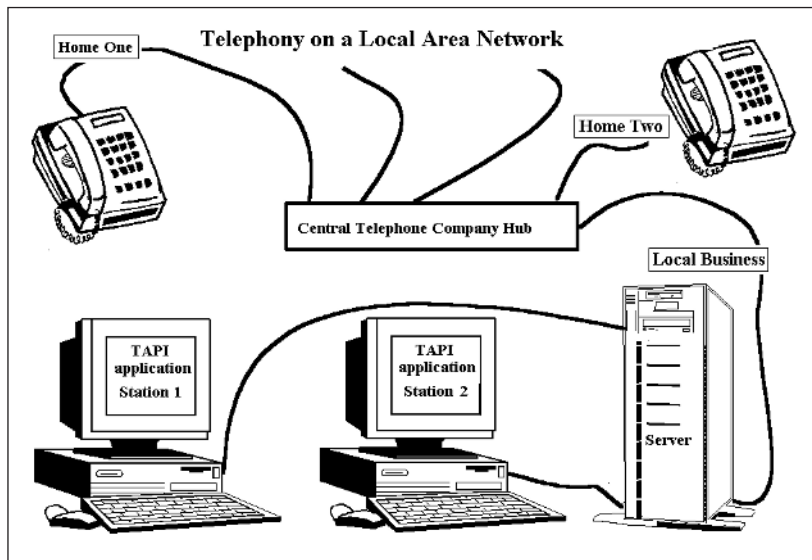 Telephony on a Local Area Network
Home One
Home Two
Central Telephone Company Hub
Local Business
TAPI
application
Station 1
TAPI
application
Station 2
Server